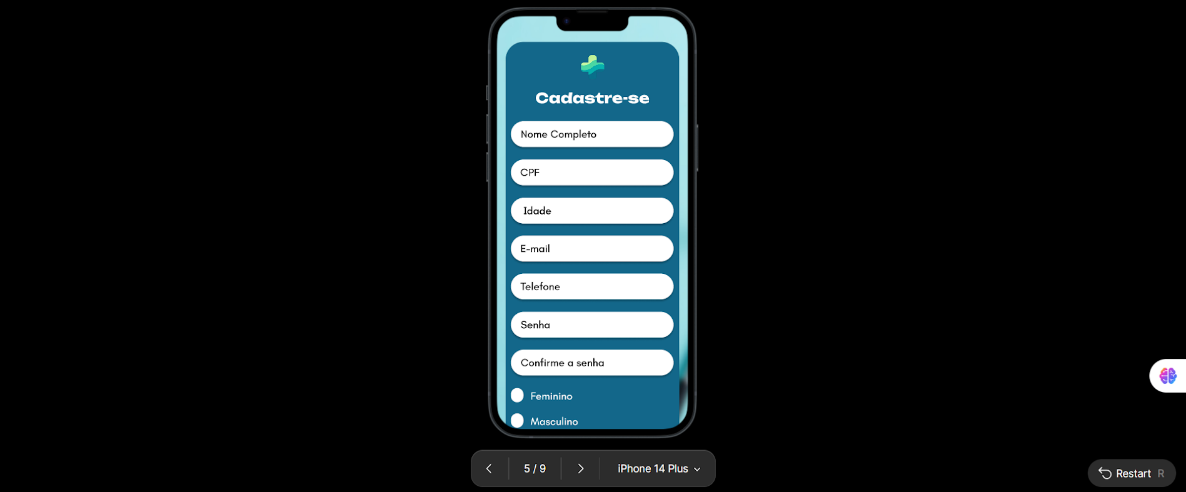 Cadastre-se
Nome Completo
CPF
Idade
E-mail
Telefone
Senha
Confirme a senha
Feminino
Masculino
5 / 9
iPhone 14 Plus
Restart R